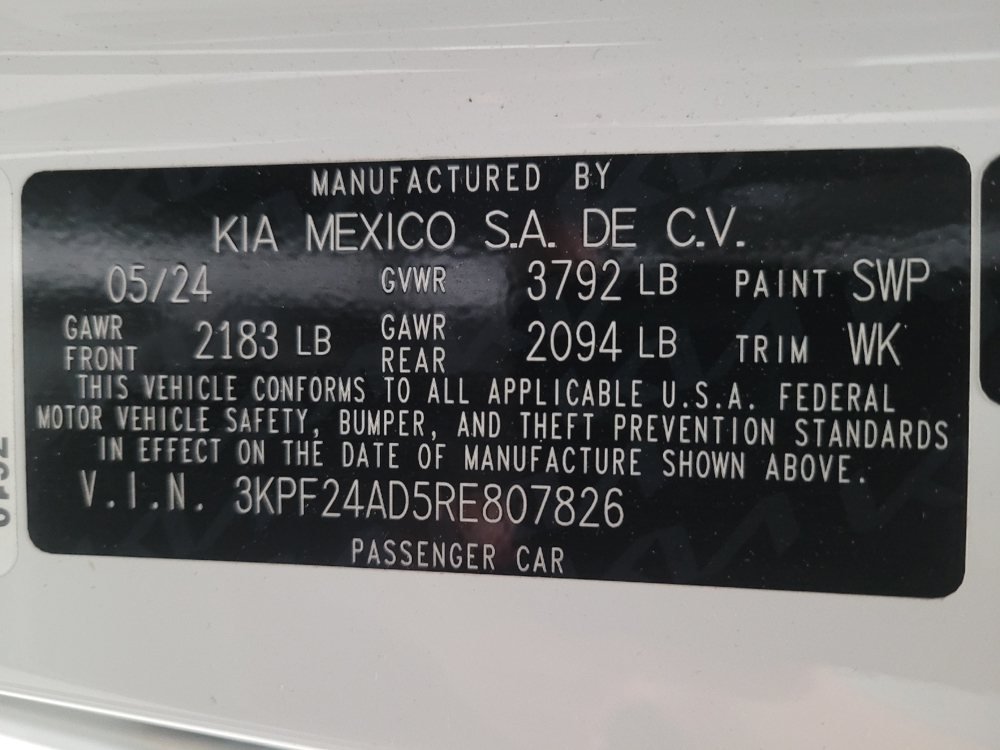 MANUFACTURED BY
KIA MEXICO S.A. DE C.V.
05/24 GVWR 3792 LB PAINT SWP
GAWR FRONT 2183 LB GAWR REAR 2094 LB TRIM WK
THIS VEHICLE CONFORMS TO ALL APPLICABLE U.S.A. FEDERAL
MOTOR VEHICLE SAFETY, BUMPER, AND THEFT PREVENTION STANDARDS
IN EFFECT ON THE DATE OF MANUFACTURE SHOWN ABOVE.
V.I.N. 3KPF24AD5RE807826
PASSENGER CAR